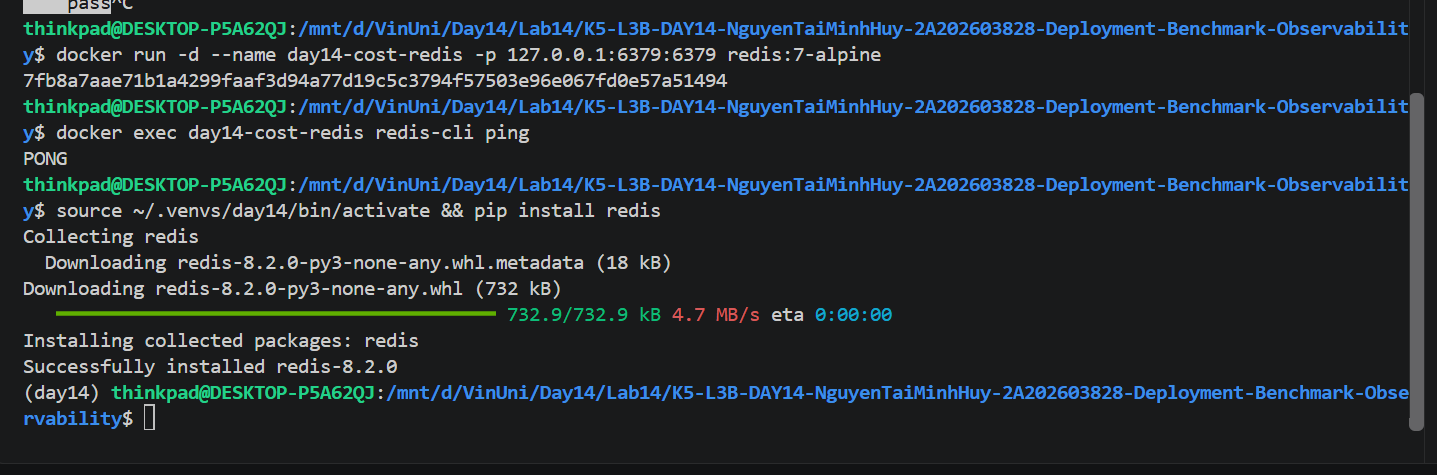 pass^C
thinkpad@DESKTOP-P5A62QJ:/mnt/d/VinUni/Day14/Lab14/K5-L3B-DAY14-NguyenTaiMinhHuy-2A202603828-Deployment-Benchmark-Observabilit
y$ docker run -d --name day14-cost-redis -p 127.0.0.1:6379:6379 redis:7-alpine
7fb8a7aae71b1a4299faaf3d94a77d19c5c3794f57503e96e067fd0e57a51494
thinkpad@DESKTOP-P5A62QJ:/mnt/d/VinUni/Day14/Lab14/K5-L3B-DAY14-NguyenTaiMinhHuy-2A202603828-Deployment-Benchmark-Observabilit
y$ docker exec day14-cost-redis redis-cli ping
PONG
thinkpad@DESKTOP-P5A62QJ:/mnt/d/VinUni/Day14/Lab14/K5-L3B-DAY14-NguyenTaiMinhHuy-2A202603828-Deployment-Benchmark-Observabilit
y$ source ~/.venvs/day14/bin/activate && pip install redis
Collecting redis
  Downloading redis-8.2.0-py3-none-any.whl.metadata (18 kB)
Downloading redis-8.2.0-py3-none-any.whl (732 kB)
732.9/732.9 kB 4.7 MB/s eta 0:00:00
Installing collected packages: redis
Successfully installed redis-8.2.0
(day14) thinkpad@DESKTOP-P5A62QJ:/mnt/d/VinUni/Day14/Lab14/K5-L3B-DAY14-NguyenTaiMinhHuy-2A202603828-Deployment-Benchmark-Obse
rvability$